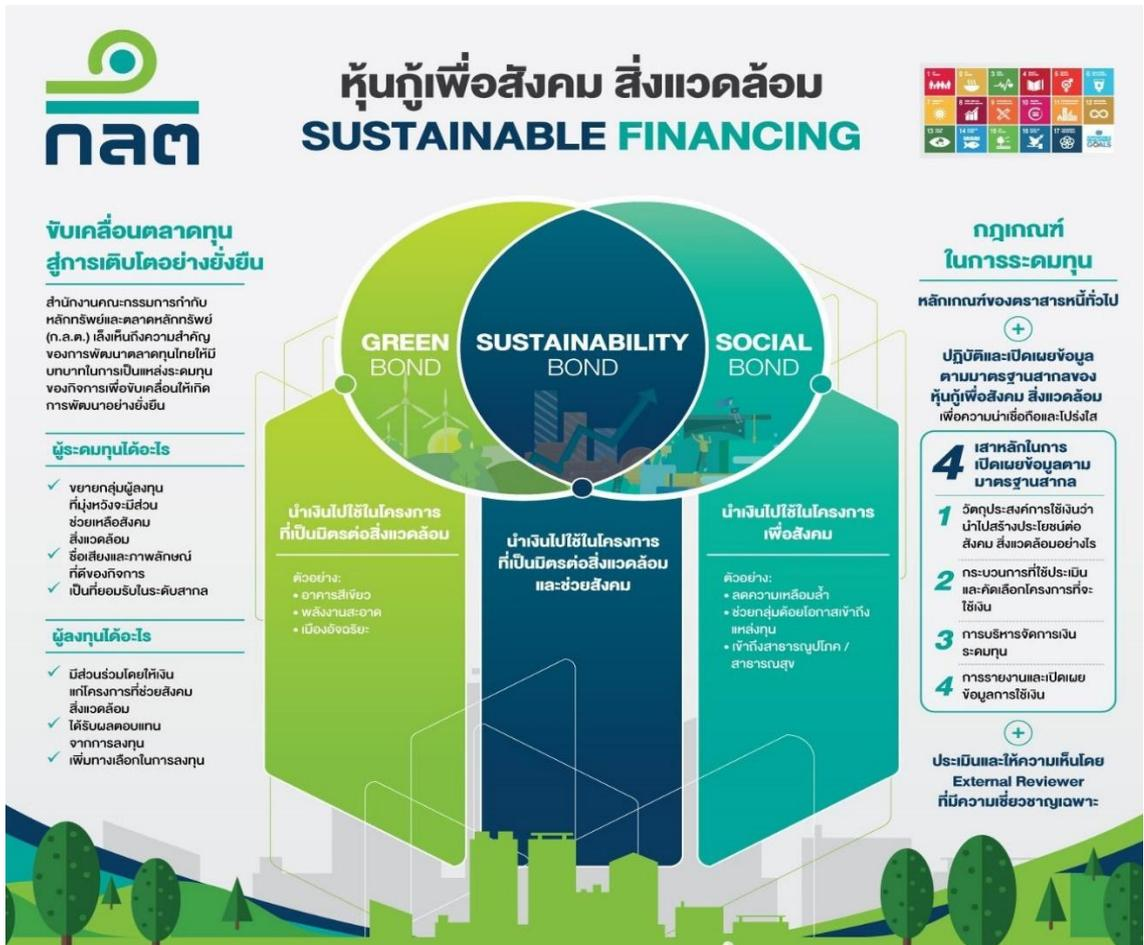 กลต
หุ้นกู้เพื่อสังคม สิ่งแวดล้อม
SUSTAINABLE FINANCING
ขับเคลื่อนตลาดทุน
สู่การเติบโตอย่างยั่งยืน
สำนักงานคณะกรรมการกำกับ
หลักทรัพย์และตลาดหลักทรัพย์
(ก.ล.ต.) เล็งเห็นถึงความสำคัญ
ของการพัฒนาตลาดทุนไทยให้มี
บทบาทในการเป็นแหล่งระดมทุน
ของกิจการเพื่อขับเคลื่อนให้เกิด
การพัฒนาอย่างยั่งยืน
ผู้ระดมทุนได้อะไร
ขยายกลุ่มผู้ลงทุน
ที่มุ่งหวังจะมีส่วน
ช่วยเหลือสังคม
สิ่งแวดล้อม
ชื่อเสียงและภาพลักษณ์
ที่ดีของกิจการ
เป็นที่ยอมรับในระดับสากล
ผู้ลงทุนได้อะไร
มีส่วนร่วมโดยให้เงิน
แก่โครงการที่ช่วยสังคม
สิ่งแวดล้อม
ได้รับผลตอบแทน
จากการลงทุน
เพิ่มทางเลือกในการลงทุน
GREEN
BOND
SUSTAINABILITY
BOND
SOCIAL
BOND
นำเงินไปใช้ในโครงการ
ที่เป็นมิตรต่อสิ่งแวดล้อม
ตัวอย่าง:
• อาคารสีเขียว
• พลังงานสะอาด
• เมืองอัจฉริยะ
นำเงินไปใช้ในโครงการ
ที่เป็นมิตรต่อสิ่งแวดล้อม
และช่วยสังคม
นำเงินไปใช้ในโครงการ
เพื่อสังคม
ตัวอย่าง:
• ลดความเหลือมล้ำ
• ช่วยกลุ่มด้อยโอกาสเข้าถึง
แหล่งทุน
• เข้าถึงสาธารณูปโภค /
สาธารณสุข
กฎเกณฑ์
ในการระดมทุน
หลักเกณฑ์ของตราสารหนี้ทั่วไป
+
ปฏิบัติและเปิดเผยข้อมูล
ตามมาตรฐานสากลของ
หุ้นกู้เพื่อสังคม สิ่งแวดล้อม
เพื่อความน่าเชื่อถือและโปร่งใส
4 เสาหลักในการ
เปิดเผยข้อมูลตาม
มาตรฐานสากล
1 วัตถุประสงค์การใช้เงินว่า
นำไปสร้างประโยชน์ต่อ
สังคม สิ่งแวดล้อมอย่างไร
2 กระบวนการที่ใช้ประเมิน
และคัดเลือกโครงการที่จะ
ใช้เงิน
3 การบริหารจัดการเงิน
ระดมทุน
4 การรายงานและเปิดเผย
ข้อมูลการใช้เงิน
+
ประเมินและให้ความเห็นโดย
External Reviewer
ที่มีความเชี่ยวชาญเฉพาะ